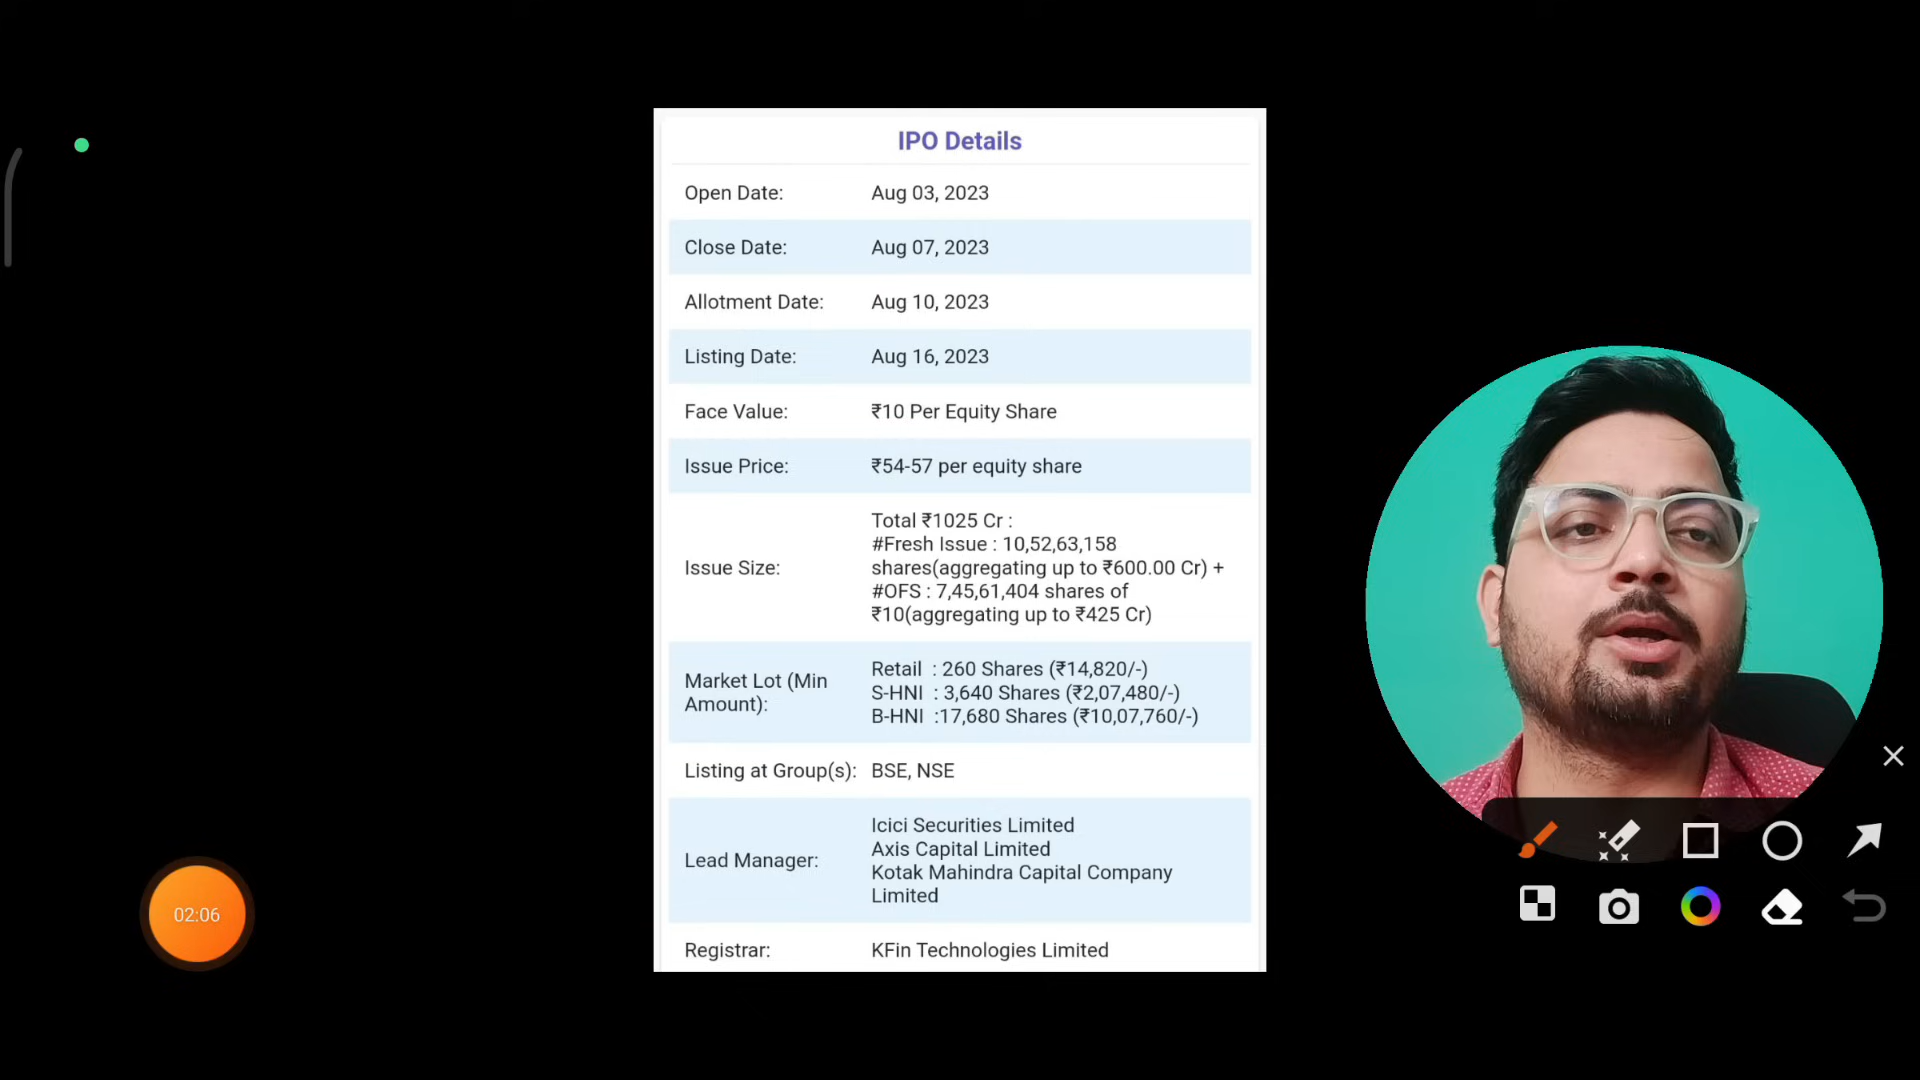 IPO Details
Open Date: Aug 03, 2023
Close Date: Aug 07, 2023
Allotment Date: Aug 10, 2023
Listing Date: Aug 16, 2023
Face Value: ₹10 Per Equity Share
Issue Price: ₹54-57 per equity share
Issue Size:
Total ₹1025 Cr :
#Fresh Issue : 10,52,63,158
shares(aggregating up to ₹600.00 Cr) +
#OFS : 7,45,61,404 shares of
₹10(aggregating up to ₹425 Cr)
Market Lot (Min
Amount):
Retail : 260 Shares (₹14,820/-)
S-HNI : 3,640 Shares (₹2,07,480/-)
B-HNI :17,680 Shares (₹10,07,760/-)
Listing at Group(s): BSE, NSE
Lead Manager:
Icici Securities Limited
Axis Capital Limited
Kotak Mahindra Capital Company
Limited
Registrar: KFin Technologies Limited
02:06